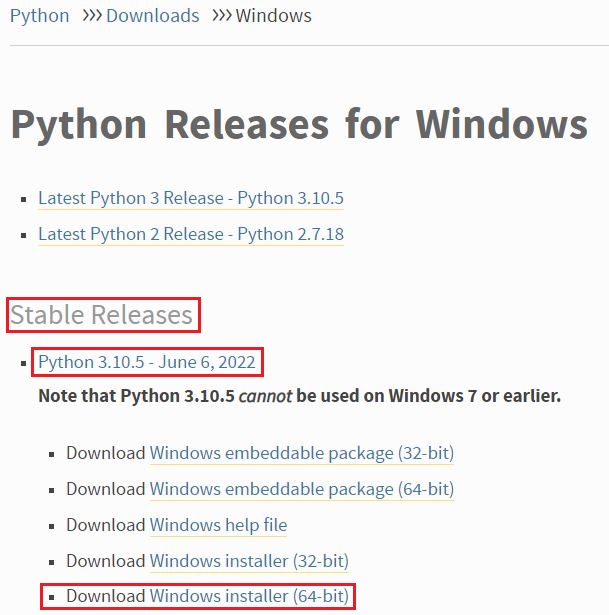 Python >>> Downloads >>> Windows
Python Releases for Windows
Latest Python 3 Release - Python 3.10.5
Latest Python 2 Release - Python 2.7.18
Stable Releases
Python 3.10.5 - June 6, 2022
Note that Python 3.10.5 cannot be used on Windows 7 or earlier.
Download Windows embeddable package (32-bit)
Download Windows embeddable package (64-bit)
Download Windows help file
Download Windows installer (32-bit)
Download Windows installer (64-bit)